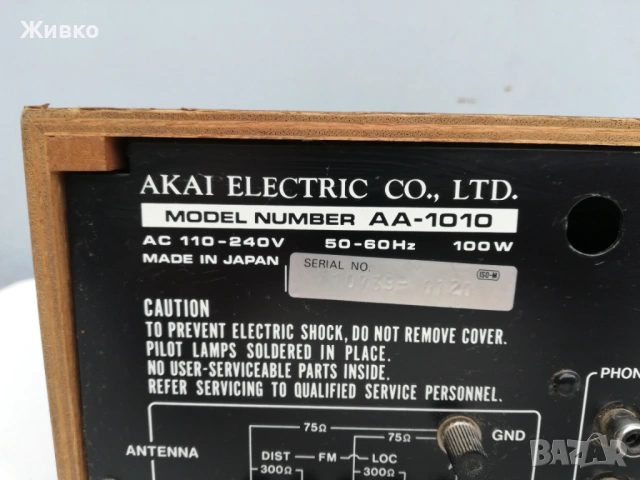 Живко
AKAI ELECTRIC CO., LTD.
MODEL NUMBER AA-1010
AC 110-240V 50-60Hz 100W
MADE IN JAPAN
SERIAL NO.
ISO-M
CAUTION
TO PREVENT ELECTRIC SHOCK, DO NOT REMOVE COVER.
PILOT LAMPS SOLDERED IN PLACE.
NO USER-SERVICEABLE PARTS INSIDE.
REFER SERVICING TO QUALIFIED SERVICE PERSONNEL.
PHON
75Ω
75Ω
GND
ANTENNA
DIST FM LOC
300Ω 300Ω
BAZAR